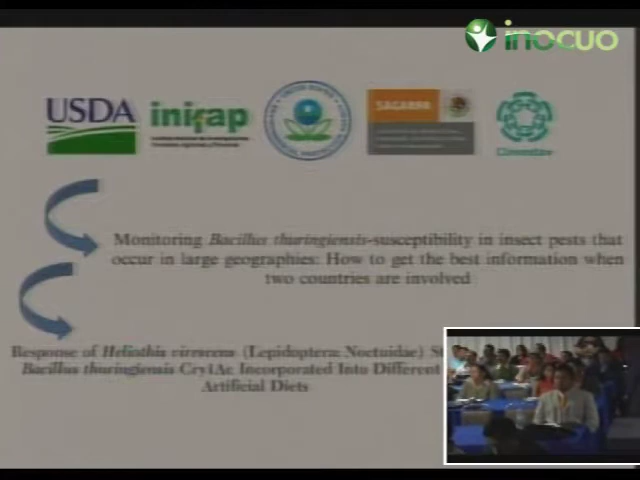 inocuo
USDA
inifap
SAGARPA
Cinvestav
Monitoring Bacillus thuringiensis-susceptibility in insect pests that
occur in large geographies: How to get the best information when
two countries are involved
Response of Heliothis virescens (Lepidoptera: Noctuidae) St
Bacillus thuringiensis Cry1Ac Incorporated Into Different
Artificial Diets